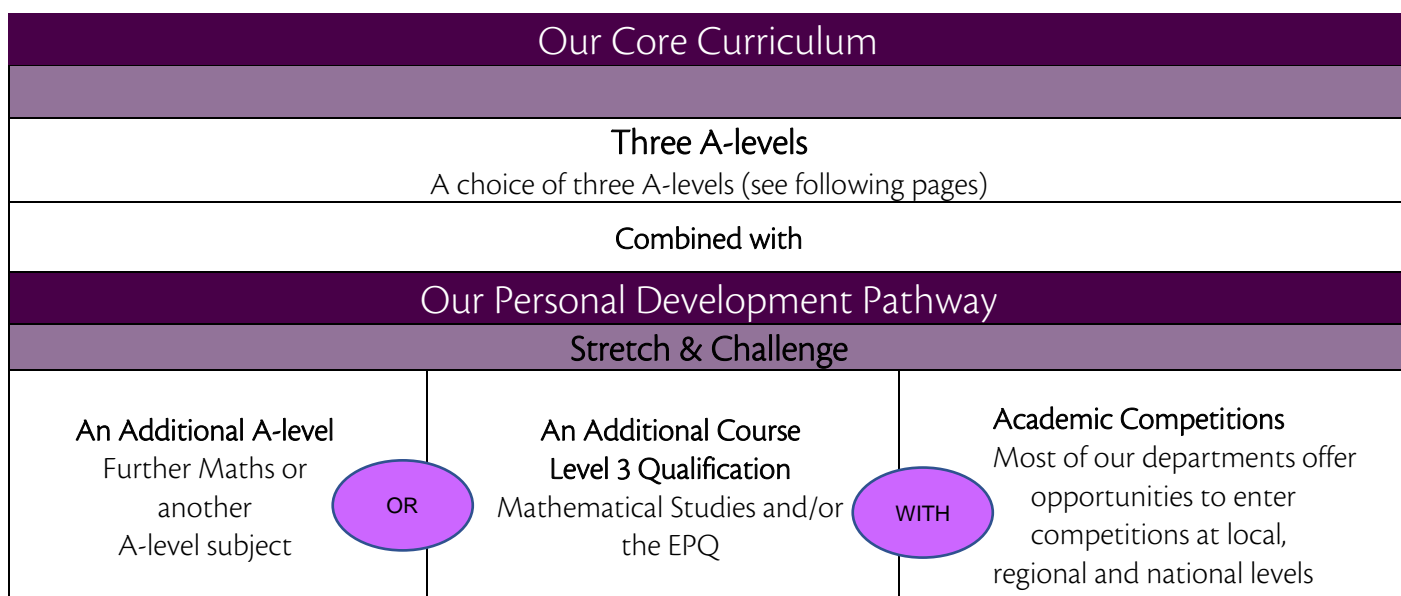 Our Core Curriculum
Three A-levels
A choice of three A-levels (see following pages)
Combined with
Our Personal Development Pathway
Stretch & Challenge
An Additional A-level
Further Maths or
another
A-level subject
OR
An Additional Course
Level 3 Qualification
Mathematical Studies and/or
the EPQ
WITH
Academic Competitions
Most of our departments offer
opportunities to enter
competitions at local,
regional and national levels